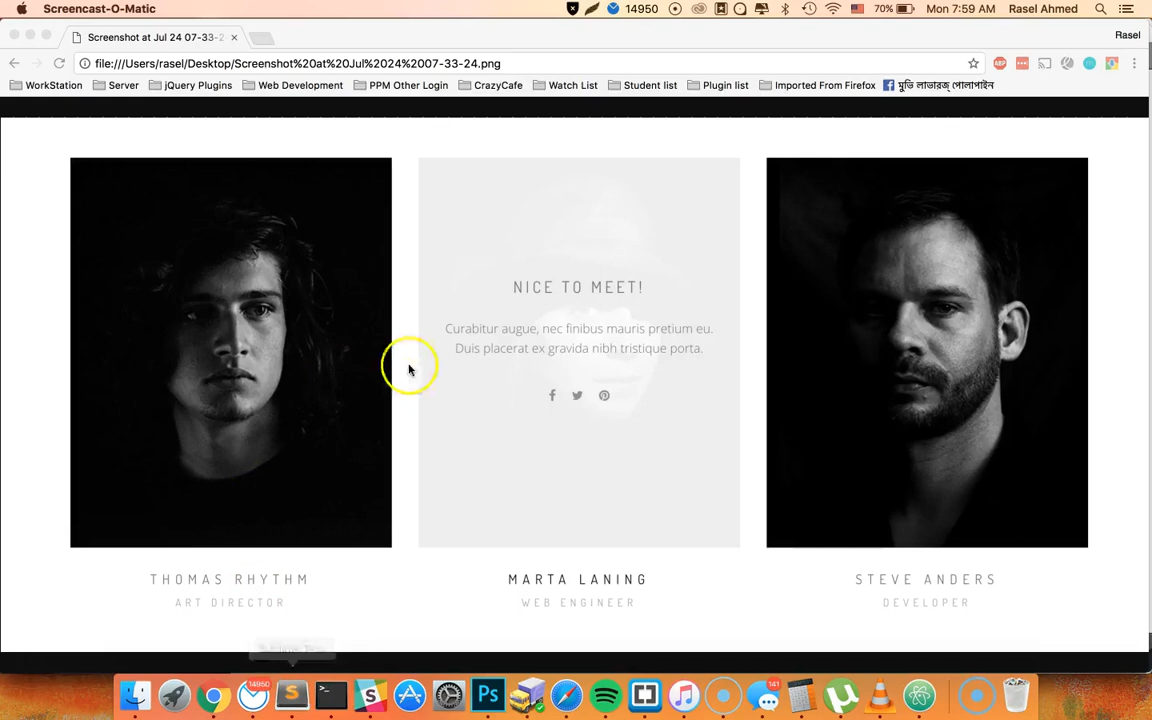 Screencast-O-Matic
14950
70%
Mon 7:59 AM
Rasel Ahmed
Screenshot at Jul 24 07-33-2
Rasel
file:///Users/rasel/Desktop/Screenshot%20at%20Jul%2024%2007-33-24.png
WorkStation
Server
jQuery Plugins
Web Development
PPM Other Login
CrazyCafe
Watch List
Student list
Plugin list
Imported From Firefox
মুভি লাভারজ্ পোলাপাইন
ABP
NICE TO MEET!
Curabitur augue, nec finibus mauris pretium eu.
Duis placerat ex gravida nibh tristique porta.
THOMAS RHYTHM
ART DIRECTOR
MARTA LANING
WEB ENGINEER
STEVE ANDERS
DEVELOPER
14950
Ps
141